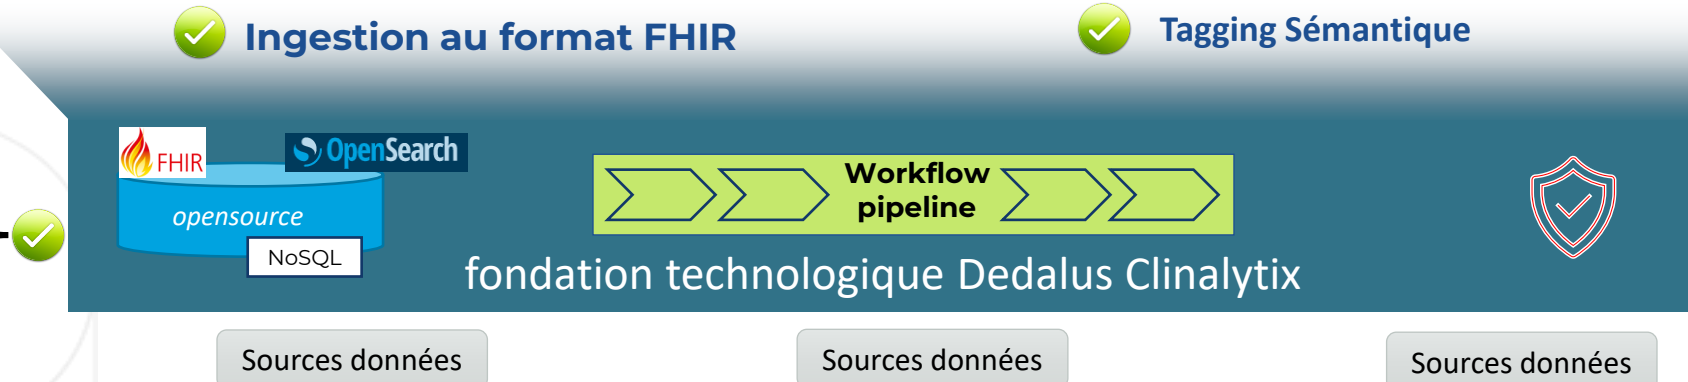 Ingestion au format FHIR
Tagging Sémantique
FHIR
OpenSearch
opensource
NoSQL
Workflow
pipeline
fondation technologique Dedalus Clinalytix
Sources données
Sources données
Sources données